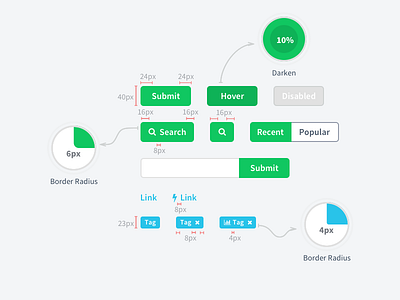 10%
Darken
24px
24px
40px
Submit
Hover
Disabled
16px
16px
16px
Search
8px
Recent
Popular
6px
Border Radius
Submit
Link
Link
8px
23px
Tag
Tag
Tag
8px
4px
4px
Border Radius